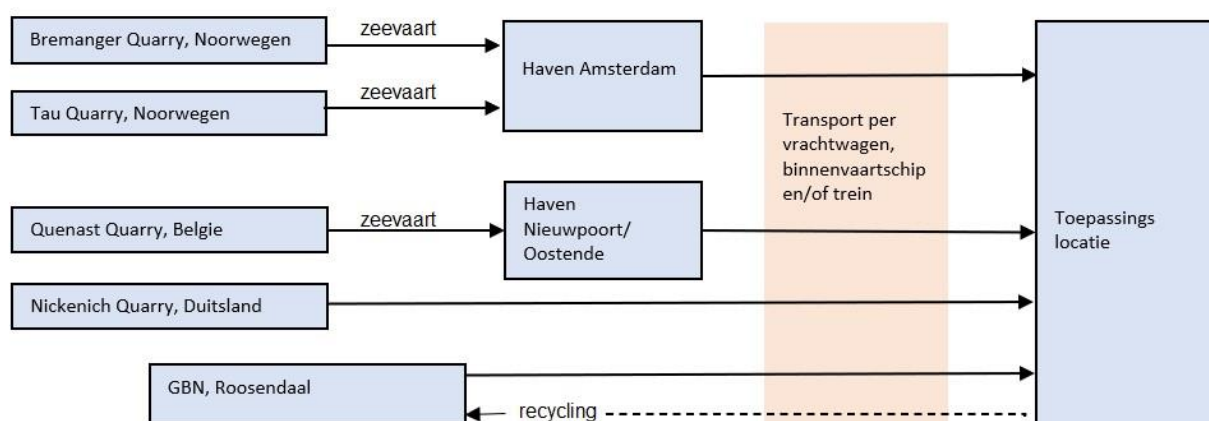 Bremanger Quarry, Noorwegen
zeevaart
Haven Amsterdam
Tau Quarry, Noorwegen
zeevaart
Transport per
vrachtwagen,
binnenvaartschip
en/of trein
Quenast Quarry, Belgie
zeevaart
Haven
Nieuwpoort/
Oostende
Toepassings
locatie
Nickenich Quarry, Duitsland
GBN, Roosendaal
recycling